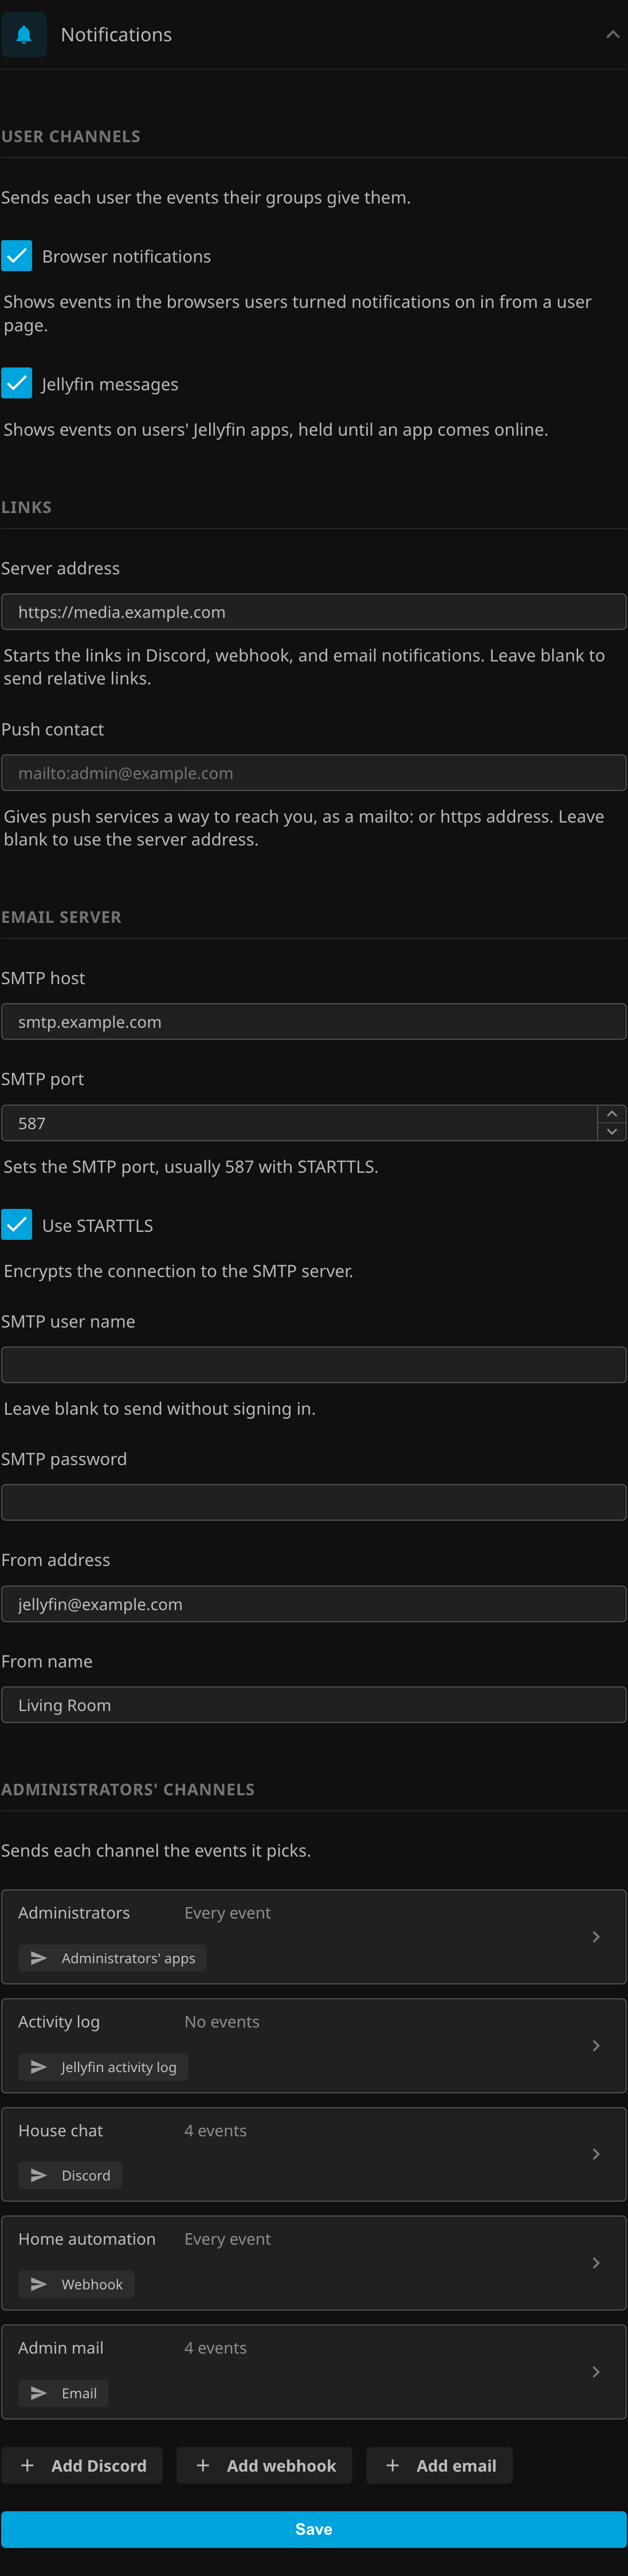 Notifications
USER CHANNELS
Sends each user the events their groups give them.
Browser notifications
Shows events in the browsers users turned notifications on in from a user
page.
Jellyfin messages
Shows events on users' Jellyfin apps, held until an app comes online.
LINKS
Server address
https://media.example.com
Starts the links in Discord, webhook, and email notifications. Leave blank to
send relative links.
Push contact
mailto:admin@example.com
Gives push services a way to reach you, as a mailto: or https address. Leave
blank to use the server address.
EMAIL SERVER
SMTP host
smtp.example.com
SMTP port
587
Sets the SMTP port, usually 587 with STARTTLS.
Use STARTTLS
Encrypts the connection to the SMTP server.
SMTP user name
Leave blank to send without signing in.
SMTP password
From address
jellyfin@example.com
From name
Living Room
ADMINISTRATORS' CHANNELS
Sends each channel the events it picks.
Administrators Every event
Administrators' apps
Activity log No events
Jellyfin activity log
House chat 4 events
Discord
Home automation Every event
Webhook
Admin mail 4 events
Email
Add Discord Add webhook Add email
Save